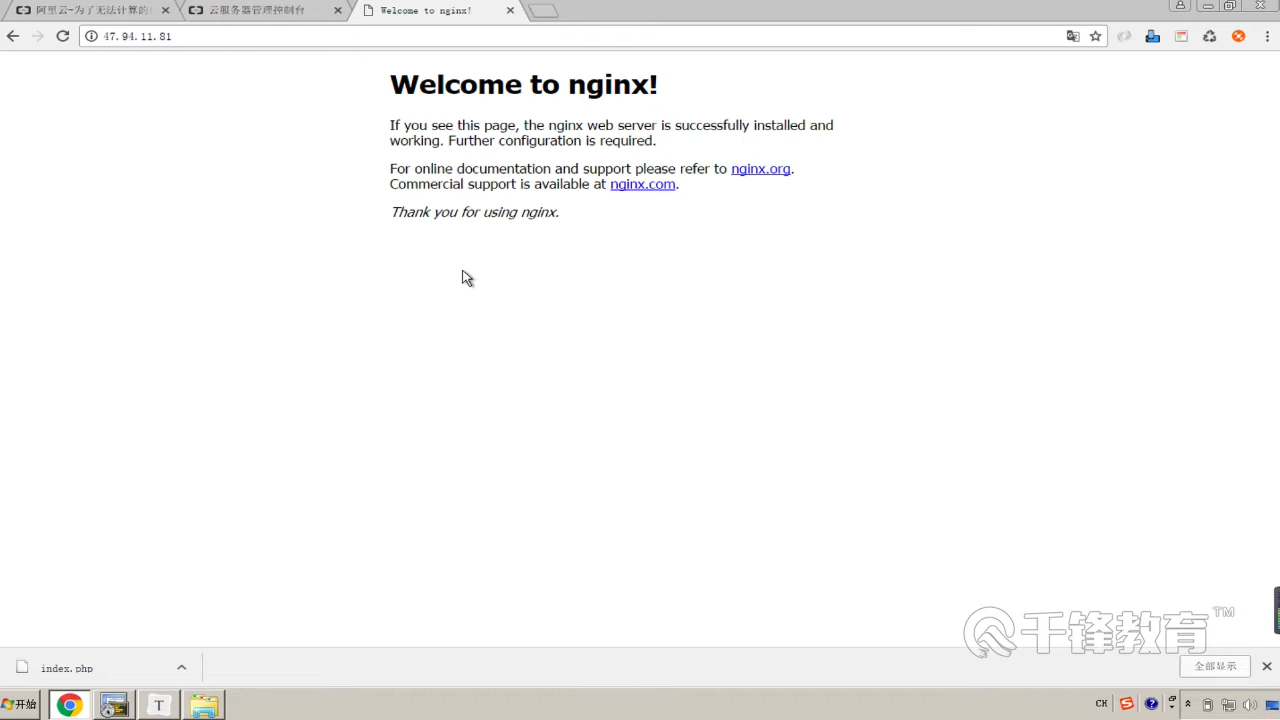 阿里云-为了无法计算的
云服务器管理控制台
Welcome to nginx!
47.94.11.81
Welcome to nginx!
If you see this page, the nginx web server is successfully installed and
working. Further configuration is required.
For online documentation and support please refer to nginx.org.
Commercial support is available at nginx.com.
Thank you for using nginx.
千锋教育™
index.php
全部显示
开始
T
CH